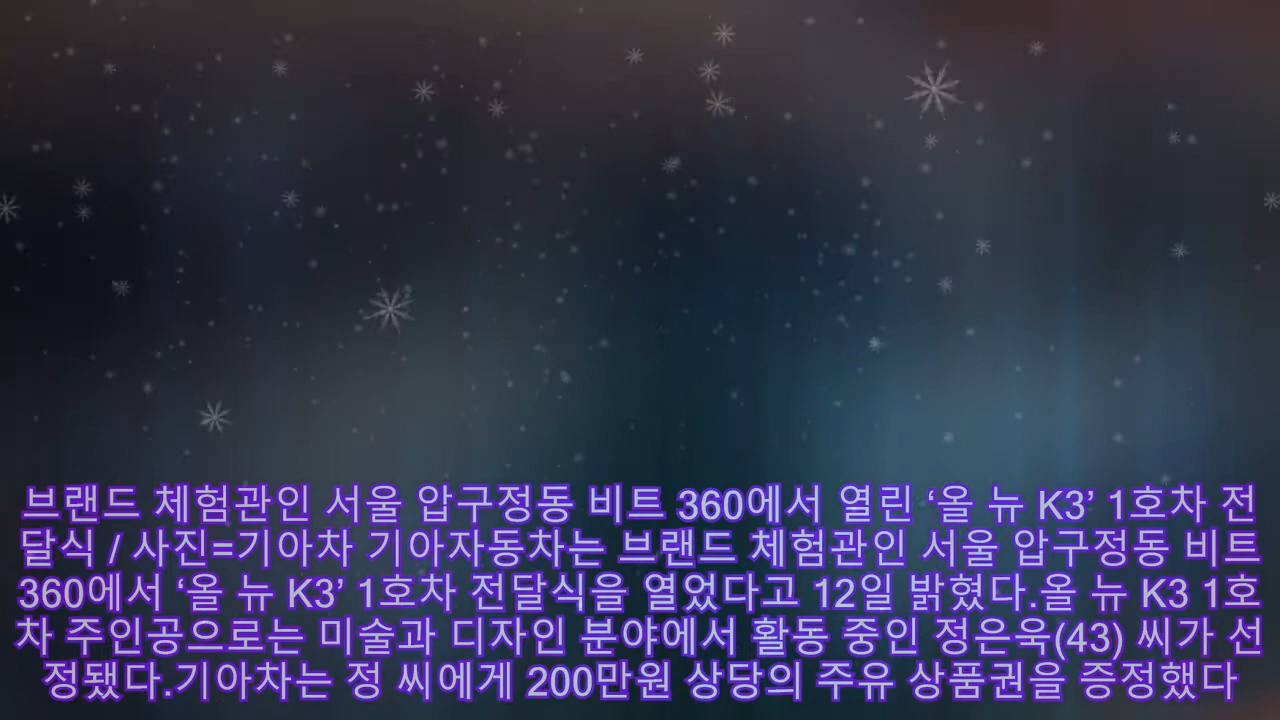 브랜드 체험관인 서울 압구정동 비트 360에서 열린 ‘올 뉴 K3’ 1호차 전
달식 / 사진=기아차 기아자동차는 브랜드 체험관인 서울 압구정동 비트
360에서 ‘올 뉴 K3’ 1호차 전달식을 열었다고 12일 밝혔다.올 뉴 K3 1호
차 주인공으로는 미술과 디자인 분야에서 활동 중인 정은욱(43) 씨가 선
정됐다.기아차는 정 씨에게 200만원 상당의 주유 상품권을 증정했다